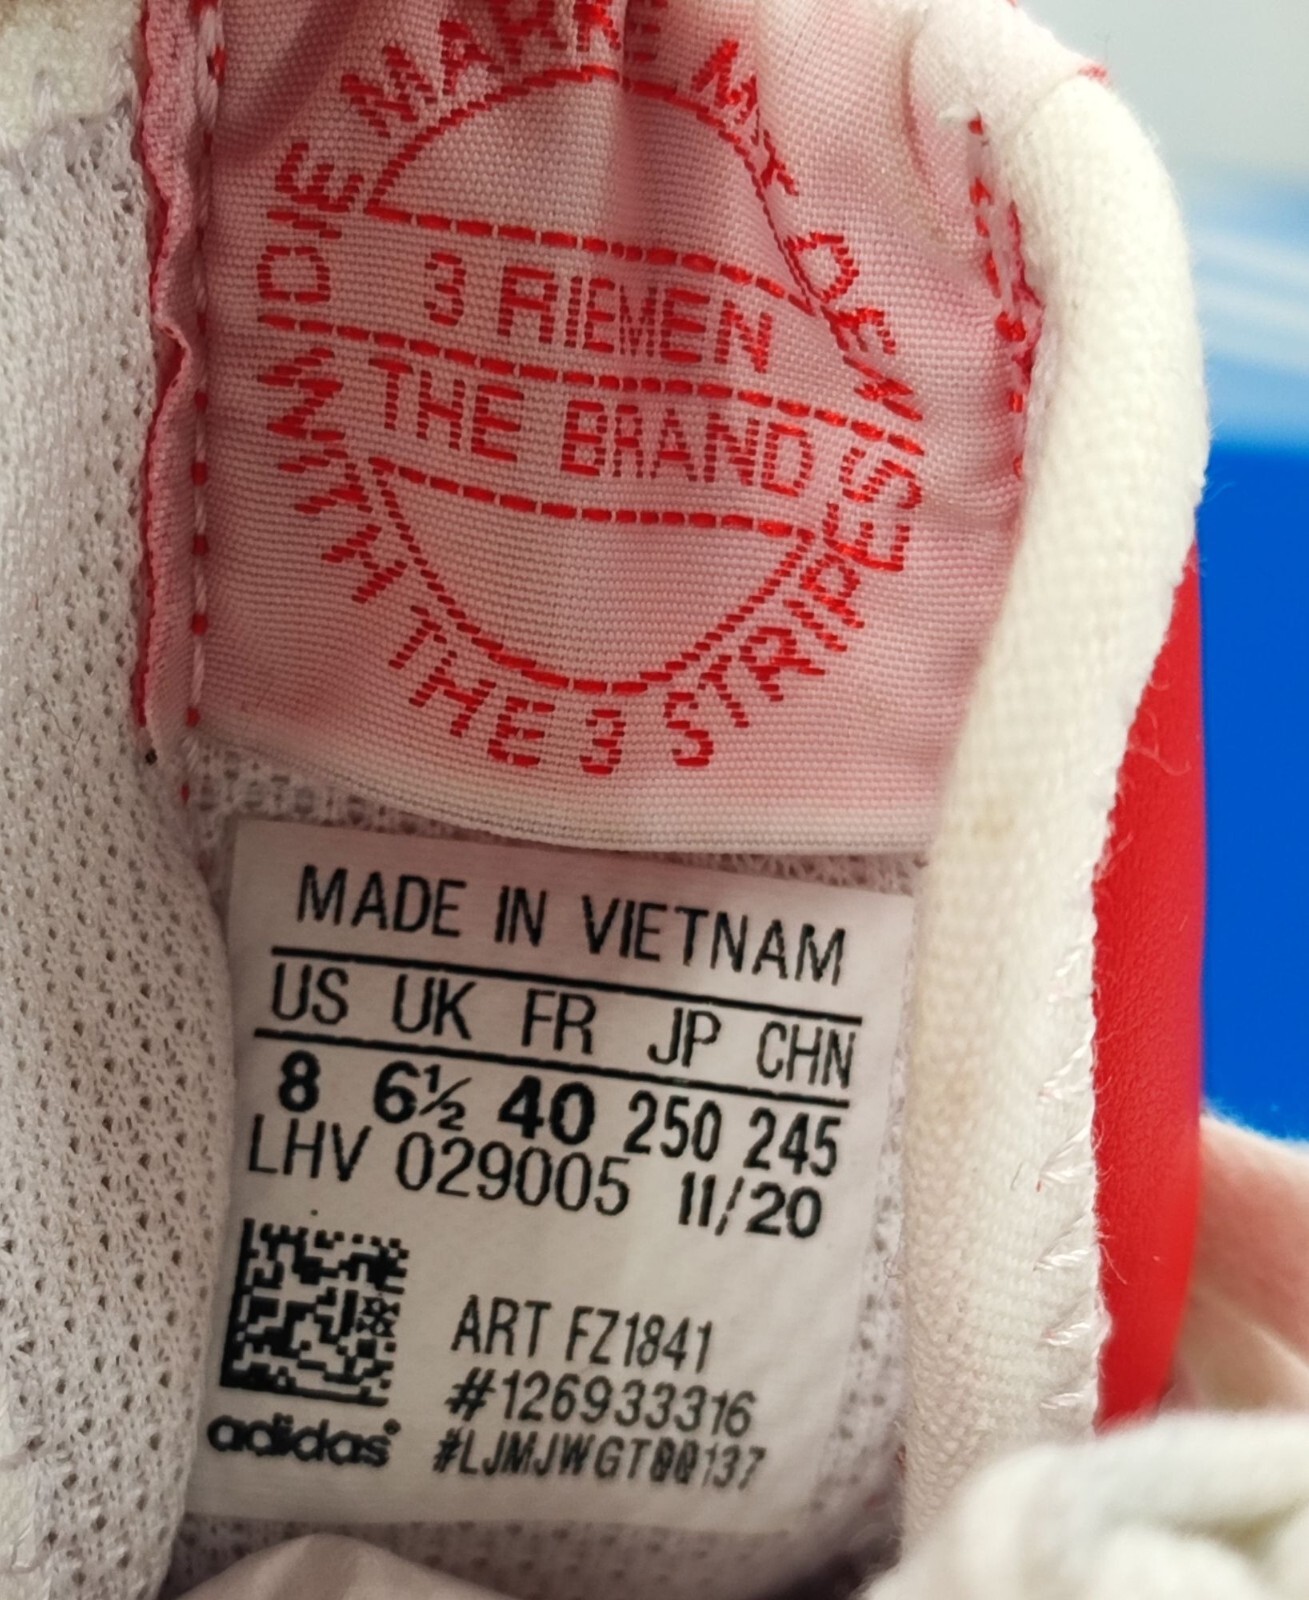 DIE MARKE MIT DEN
3 RIEMEN
THE BRAND
WITH THE 3 STRIPES
MADE IN VIETNAM
US UK FR JP CHN
8 6½ 40 250 245
LHV 029005 11/20
ART FZ1841
#126933316
adidas®
#LJMJWGT00137